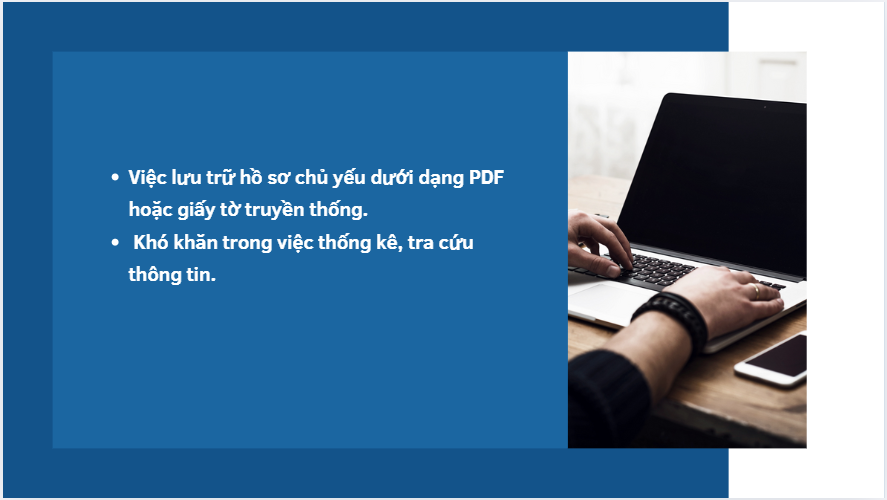 • Việc lưu trữ hồ sơ chủ yếu dưới dạng PDF
hoặc giấy tờ truyền thống.
• Khó khăn trong việc thống kê, tra cứu
thông tin.